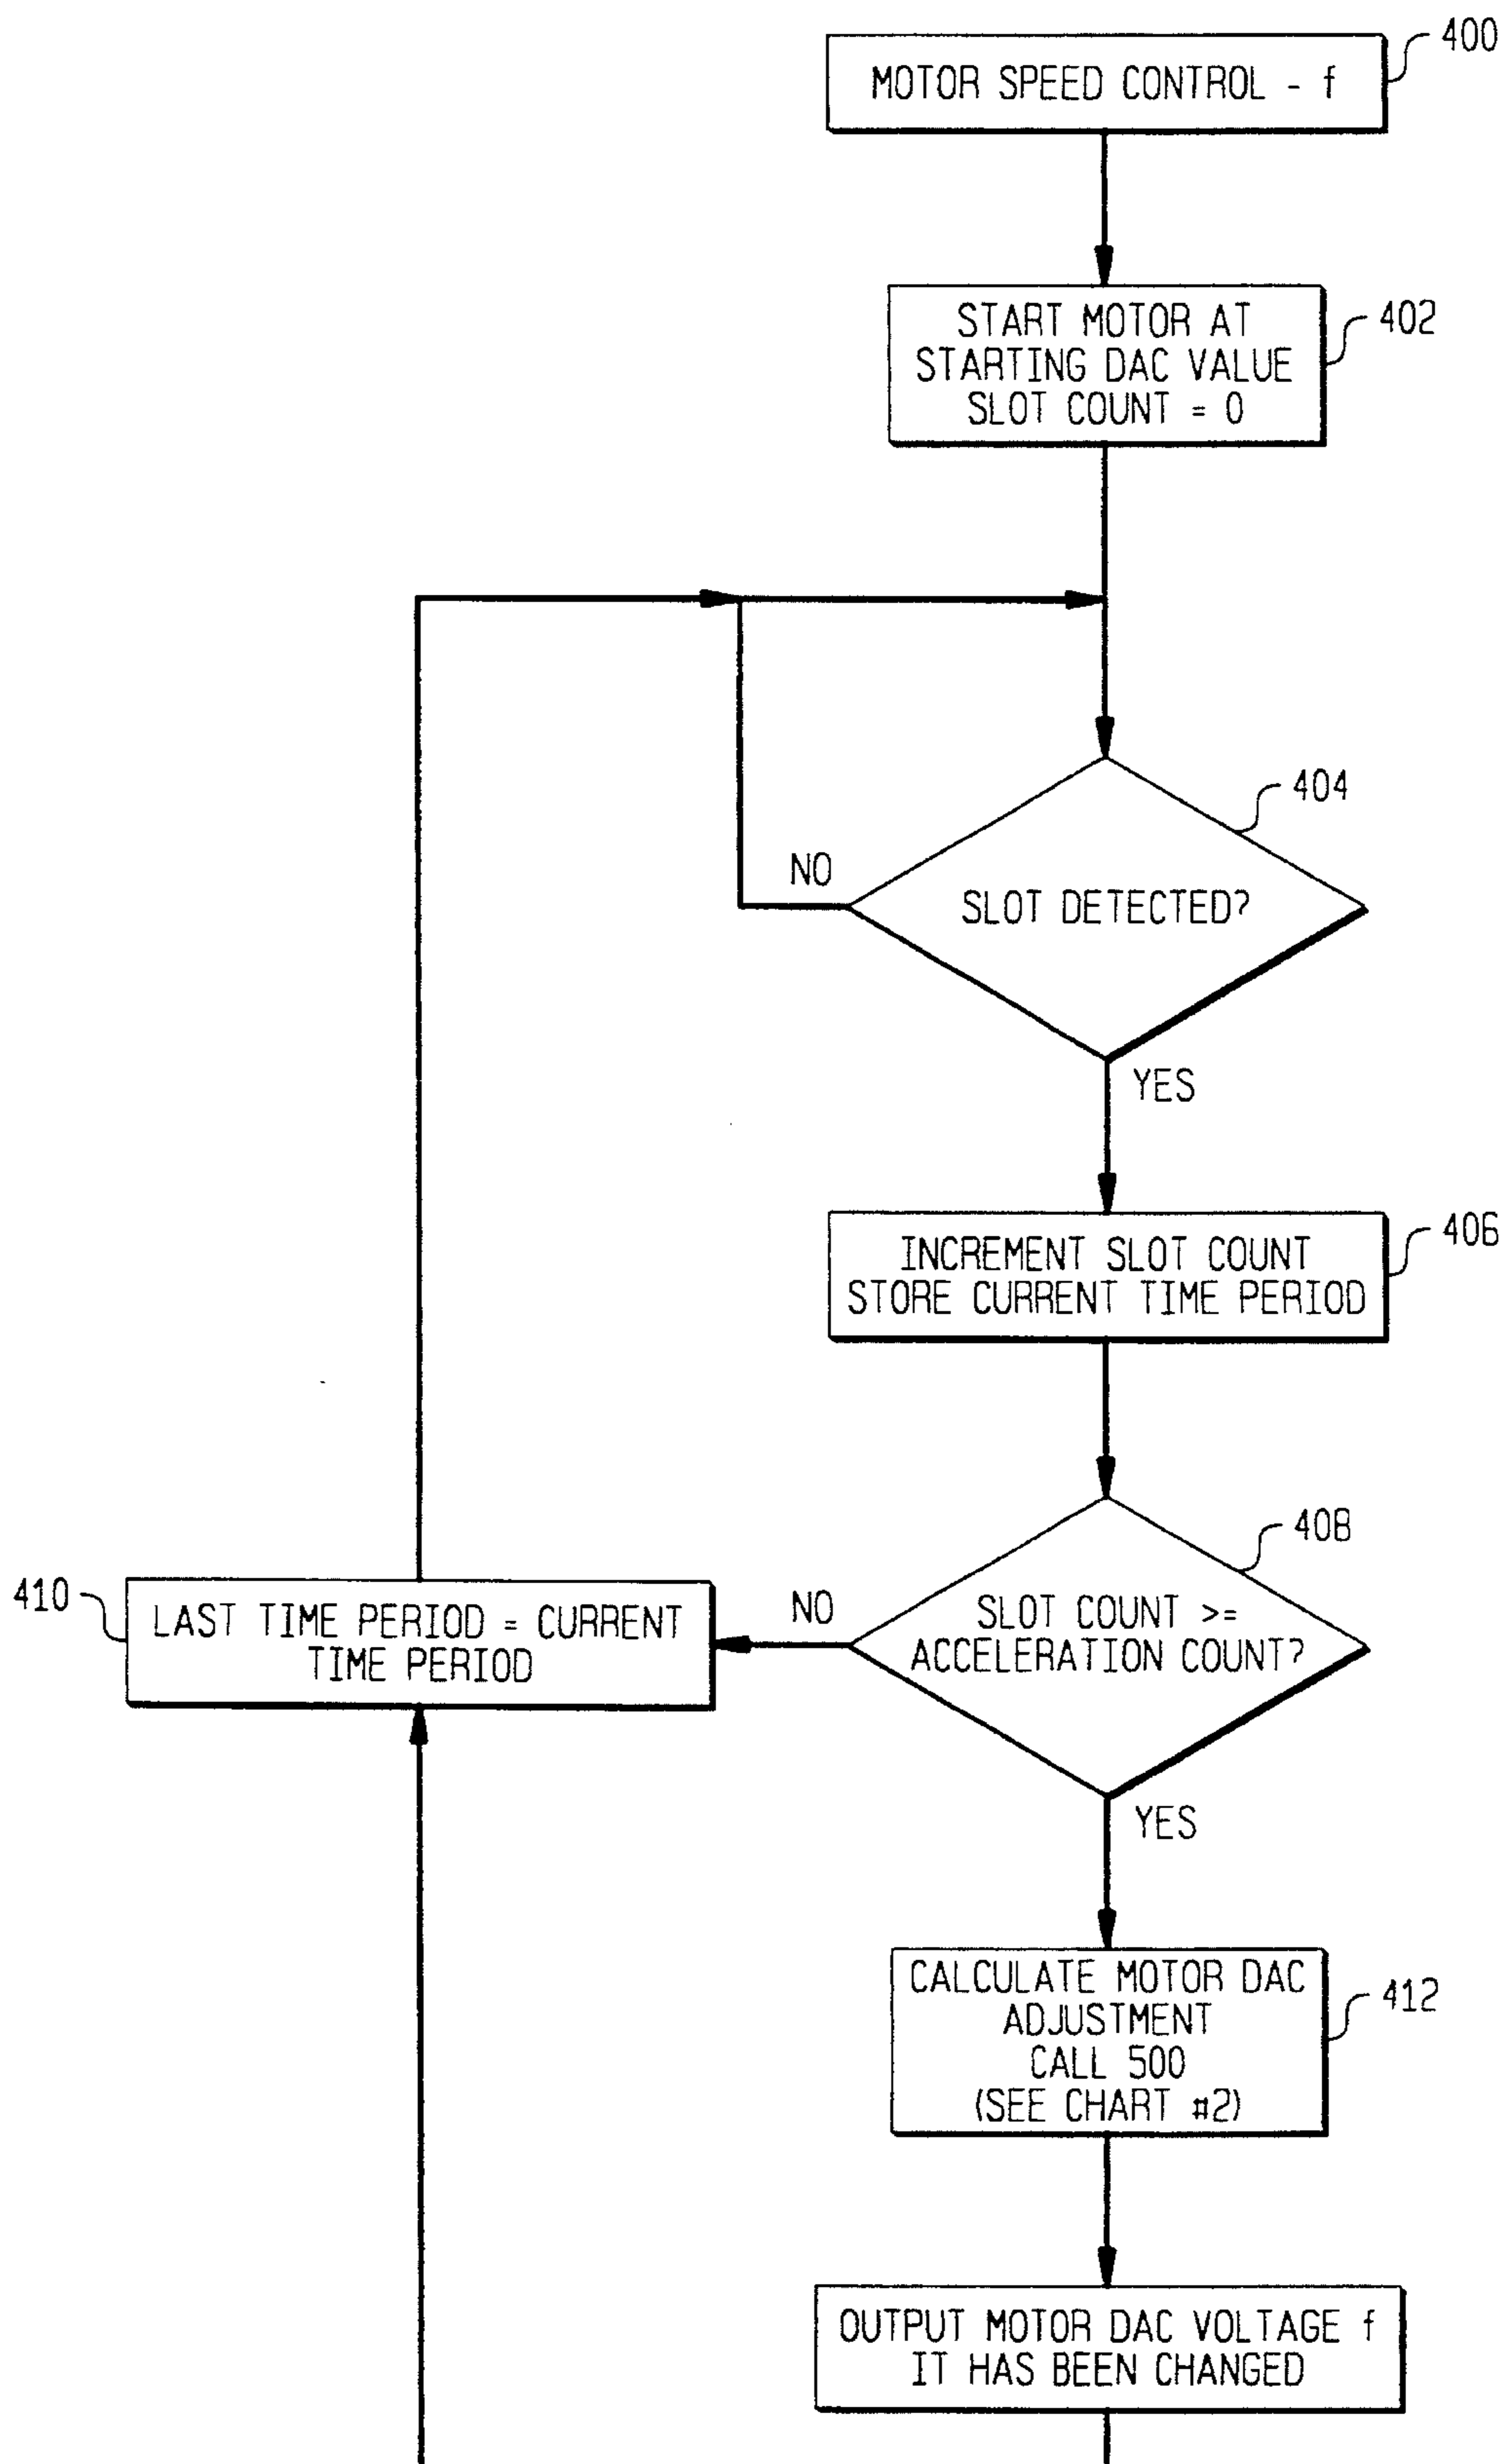 400
MOTOR SPEED CONTROL - f
START MOTOR AT
STARTING DAC VALUE
SLOT COUNT = 0
402
404
NO
SLOT DETECTED?
YES
INCREMENT SLOT COUNT
STORE CURRENT TIME PERIOD
406
408
410
LAST TIME PERIOD = CURRENT
TIME PERIOD
NO
SLOT COUNT >=
ACCELERATION COUNT?
YES
CALCULATE MOTOR DAC
ADJUSTMENT
CALL 500
(SEE CHART #2)
412
OUTPUT MOTOR DAC VOLTAGE f
IT HAS BEEN CHANGED